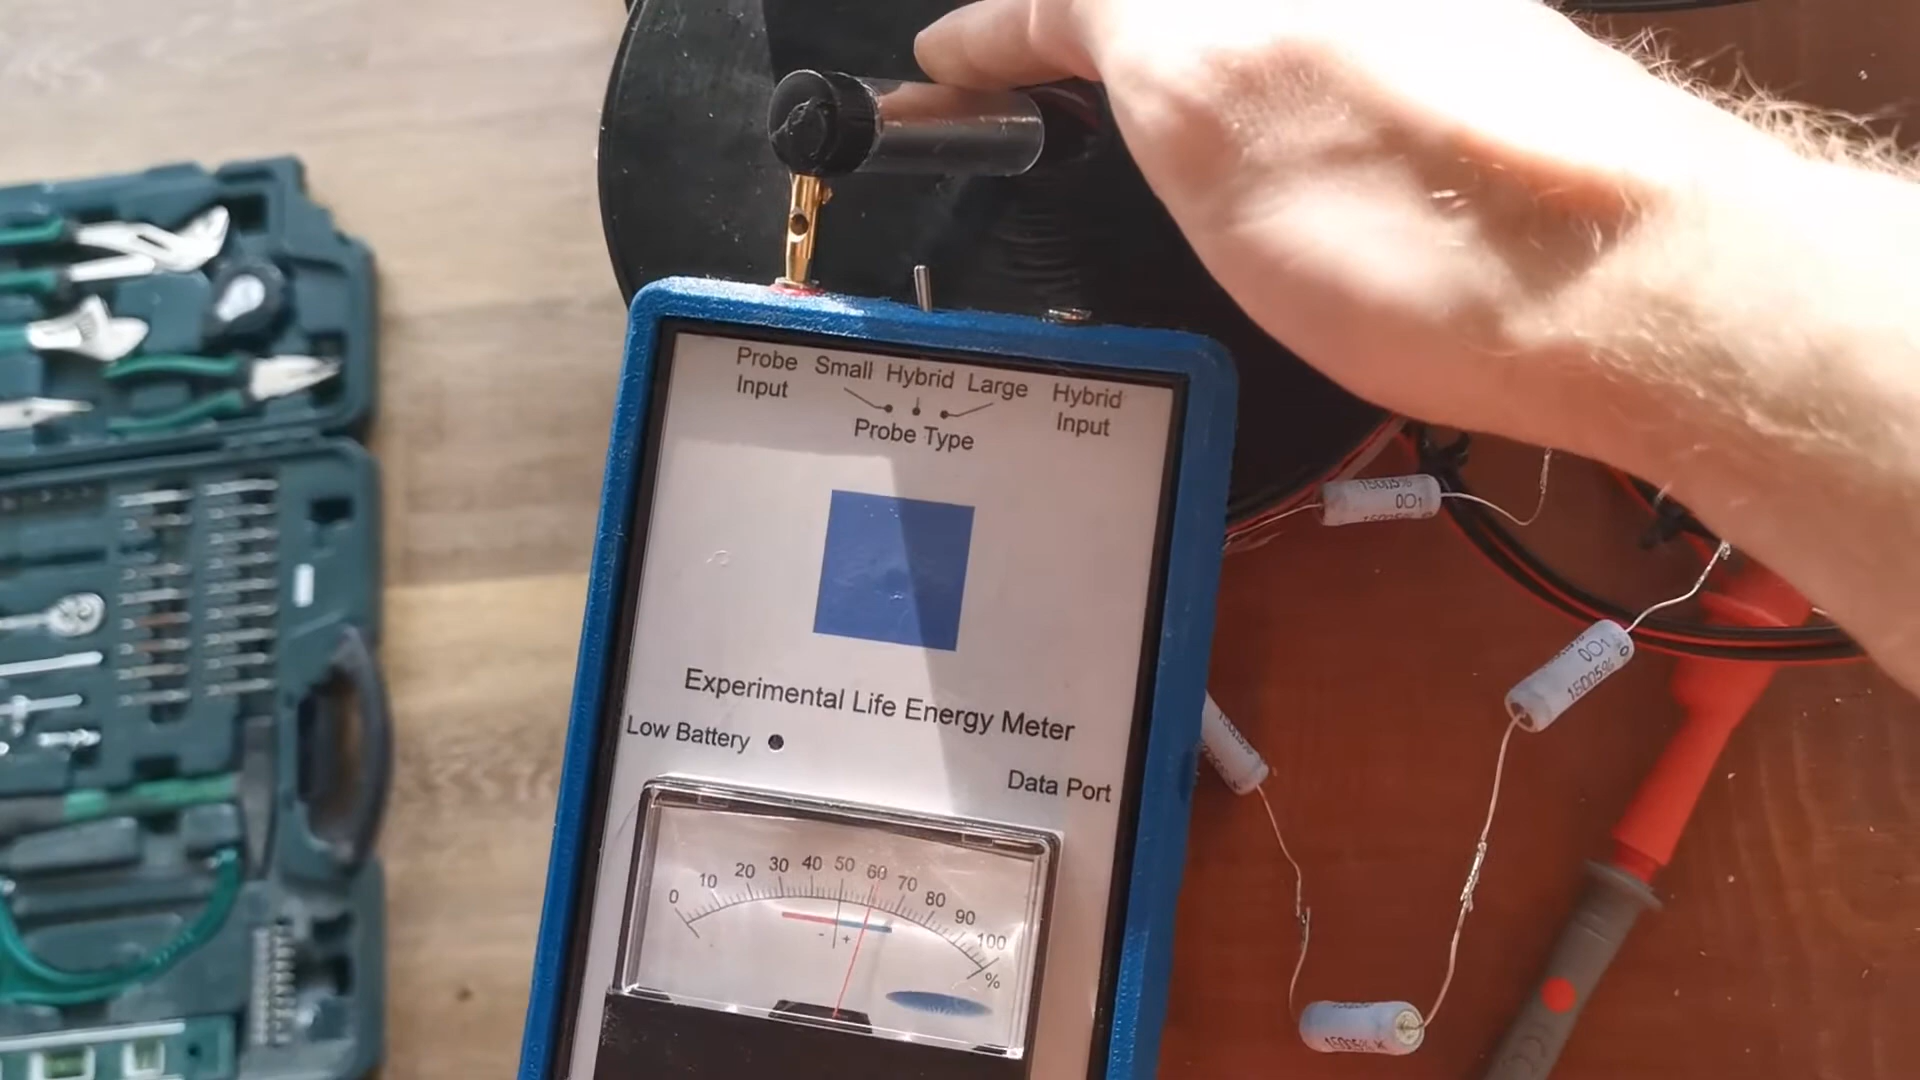 Probe Input
Small Hybrid Large
Hybrid Input
Probe Type
Experimental Life Energy Meter
Low Battery
Data Port
0 10 20 30 40 50 60 70 80 90 100
%
- +